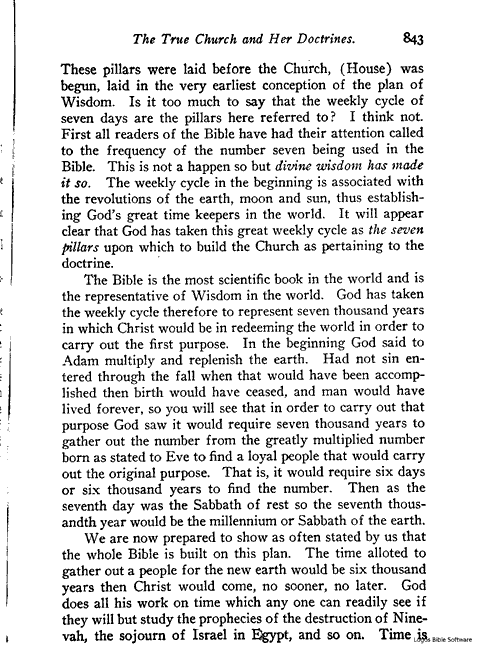 The True Church and Her Doctrines. 843
These pillars were laid before the Church, (House) was
begun, laid in the very earliest conception of the plan of
Wisdom. Is it too much to say that the weekly cycle of
seven days are the pillars here referred to? I think not.
First all readers of the Bible have had their attention called
to the frequency of the number seven being used in the
Bible. This is not a happen so but divine wisdom has made
it so. The weekly cycle in the beginning is associated with
the revolutions of the earth, moon and sun, thus establish-
ing God's great time keepers in the world. It will appear
clear that God has taken this great weekly cycle as the seven
pillars upon which to build the Church as pertaining to the
doctrine.
The Bible is the most scientific book in the world and is
the representative of Wisdom in the world. God has taken
the weekly cycle therefore to represent seven thousand years
in which Christ would be in redeeming the world in order to
carry out the first purpose. In the beginning God said to
Adam multiply and replenish the earth. Had not sin en-
tered through the fall when that would have been accomp-
lished then birth would have ceased, and man would have
lived forever, so you will see that in order to carry out that
purpose God saw it would require seven thousand years to
gather out the number from the greatly multiplied number
born as stated to Eve to find a loyal people that would carry
out the original purpose. That is, it would require six days
or six thousand years to find the number. Then as the
seventh day was the Sabbath of rest so the seventh thous-
andth year would be the millennium or Sabbath of the earth.
We are now prepared to show as often stated by us that
the whole Bible is built on this plan. The time alloted to
gather out a people for the new earth would be six thousand
years then Christ would come, no sooner, no later. God
does all his work on time which any one can readily see if
they will but study the prophecies of the destruction of Nine-
vah, the sojourn of Israel in Egypt, and so on. Time is
Logos Bible Software